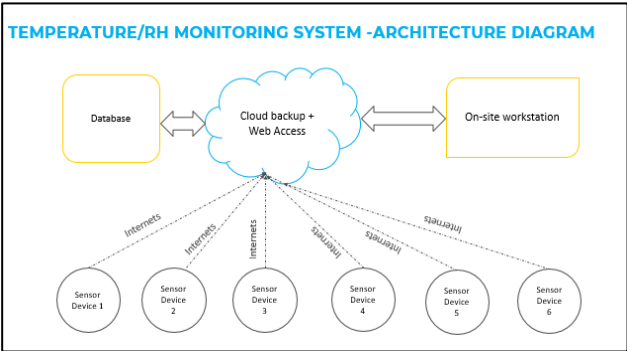 TEMPERATURE/RH MONITORING SYSTEM -ARCHITECTURE DIAGRAM
Database
Cloud backup +
Web Access
On-site workstation
Internets
Internets
Internets
Internets
Internets
Internets
Sensor
Device 1
Sensor
Device
2
Sensor
Device
3
Sensor
Device
4
Sensor
Device
5
Sensor
Device
6